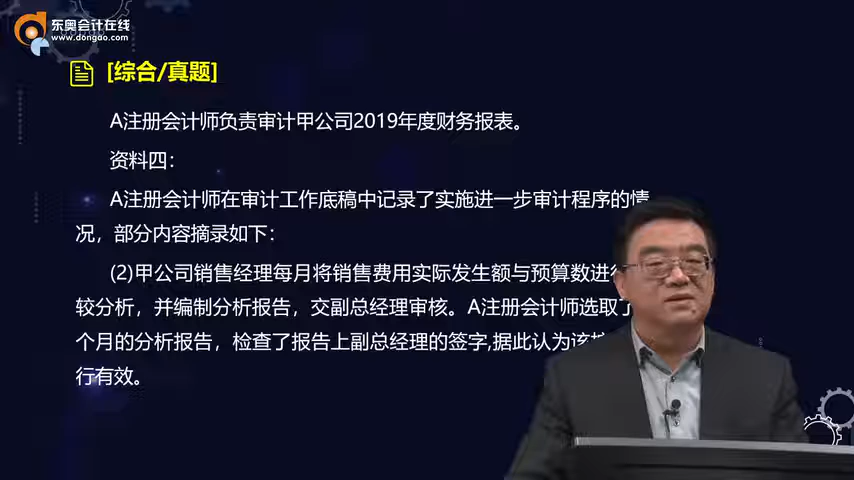 东奥会计在线
www.dongao.com
[综合/真题]
A注册会计师负责审计甲公司2019年度财务报表。
资料四：
A注册会计师在审计工作底稿中记录了实施进一步审计程序的情
况，部分内容摘录如下：
(2)甲公司销售经理每月将销售费用实际发生额与预算数进行
较分析，并编制分析报告，交副总经理审核。A注册会计师选取了
个月的分析报告，检查了报告上副总经理的签字,据此认为该
行有效。